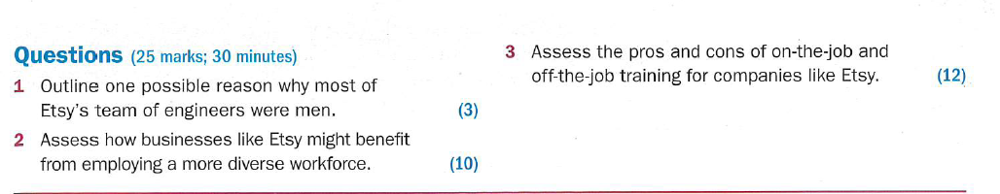 Questions (25 marks; 30 minutes)
1 Outline one possible reason why most of
Etsy's team of engineers were men. (3)
2 Assess how businesses like Etsy might benefit
from employing a more diverse workforce. (10)
3 Assess the pros and cons of on-the-job and
off-the-job training for companies like Etsy. (12)